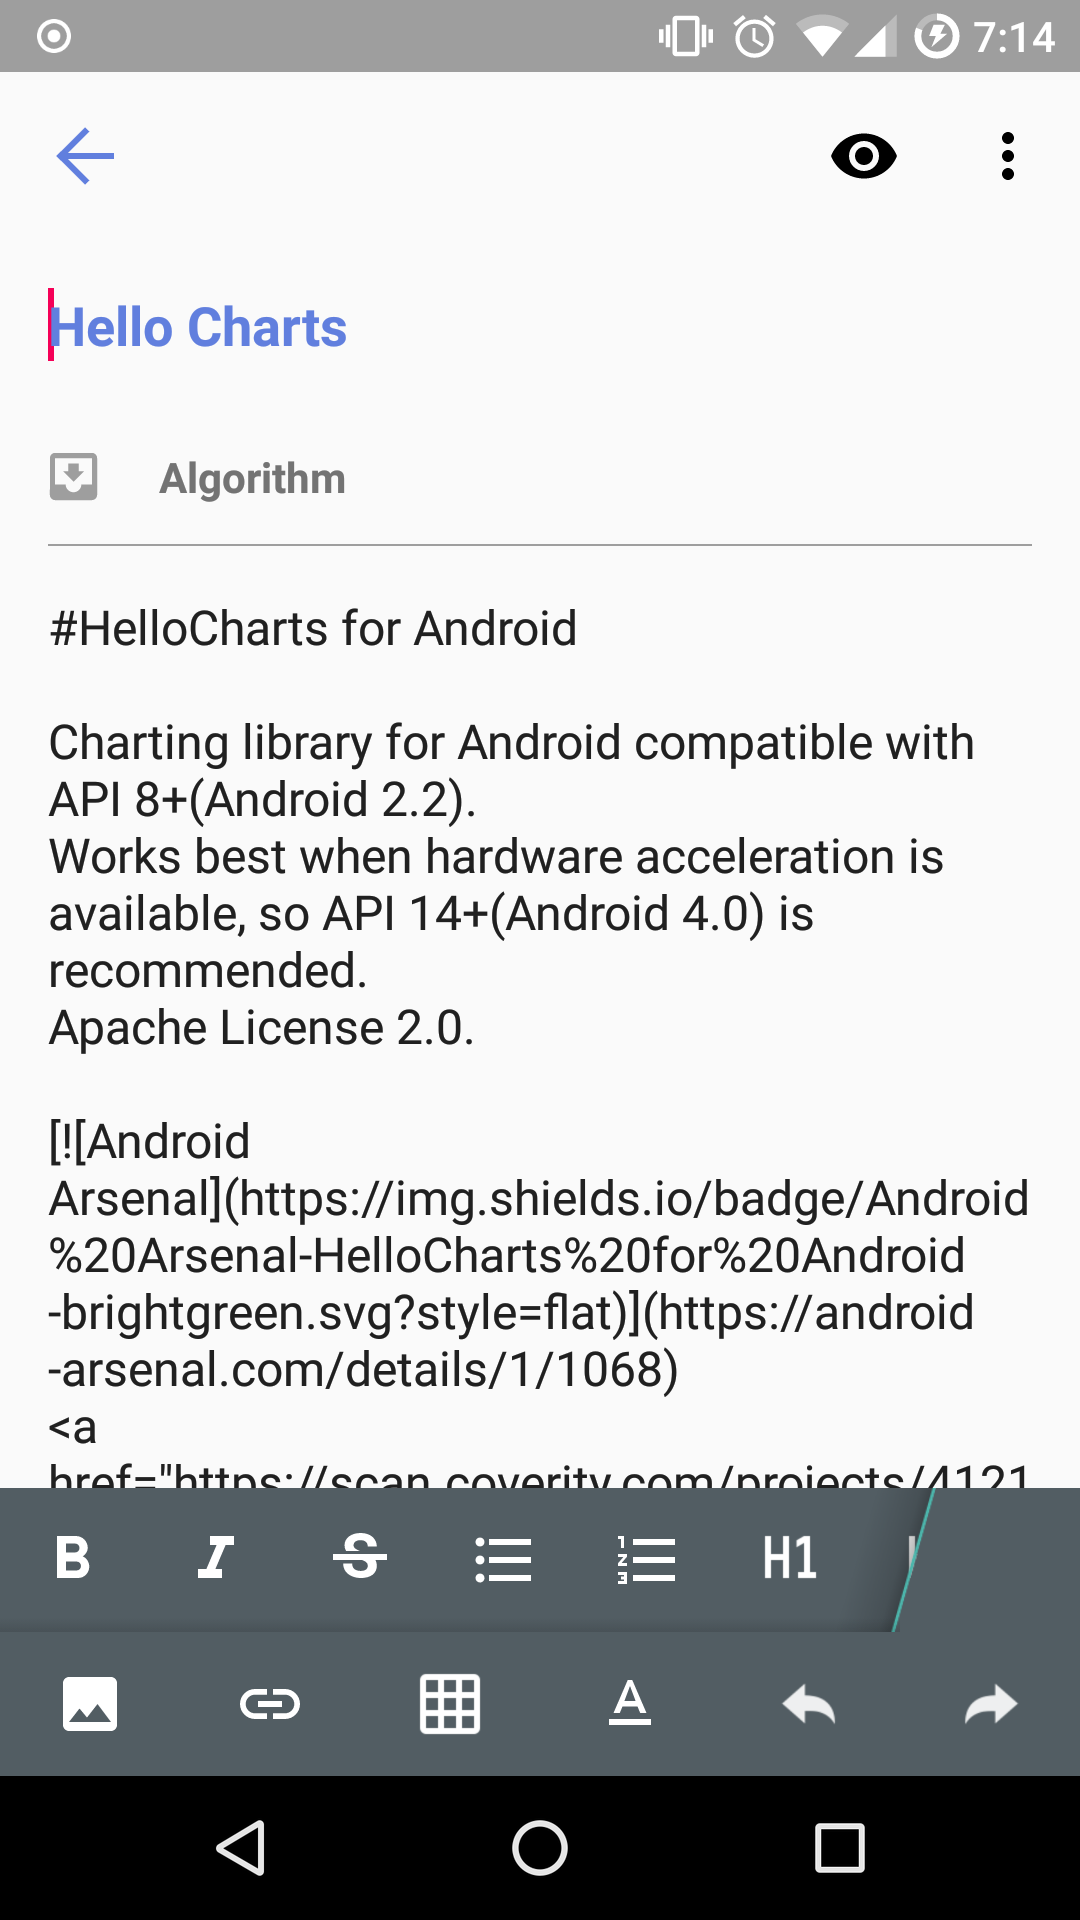 7:14
Hello Charts
Algorithm
#HelloCharts for Android
Charting library for Android compatible with
API 8+(Android 2.2).
Works best when hardware acceleration is
available, so API 14+(Android 4.0) is
recommended.
Apache License 2.0.
[![Android
Arsenal](https://img.shields.io/badge/Android
%20Arsenal-HelloCharts%20for%20Android
-brightgreen.svg?style=flat)](https://android
-arsenal.com/details/1/1068)
<a
href="https://scan.coverity.com/projects/4121
B I S H1
A